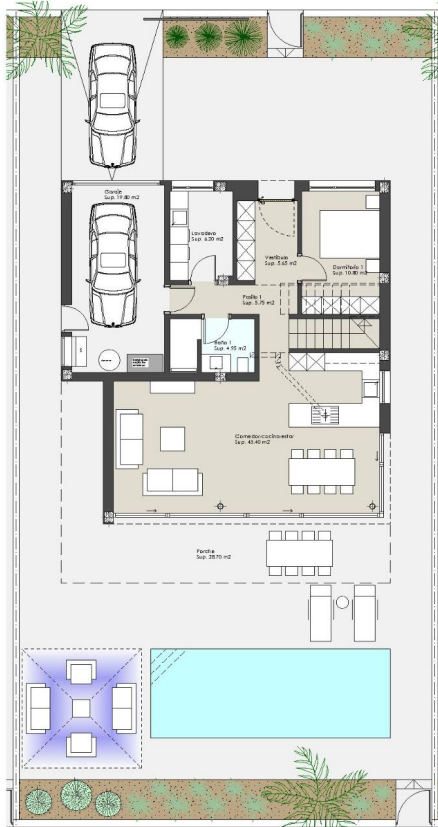 Garaje
Sup. 19.80 m2
Lavadero
Sup. 6.20 m2
Vestíbulo
Sup. 5.65 m2
Dormitorio 1
Sup. 10.80 m2
Pasillo 1
Sup. 3.75 m2
Baño 1
Sup. 4.95 m2
Comedor-cocina-estar
Sup. 43.40 m2
Porche
Sup. 28.70 m2